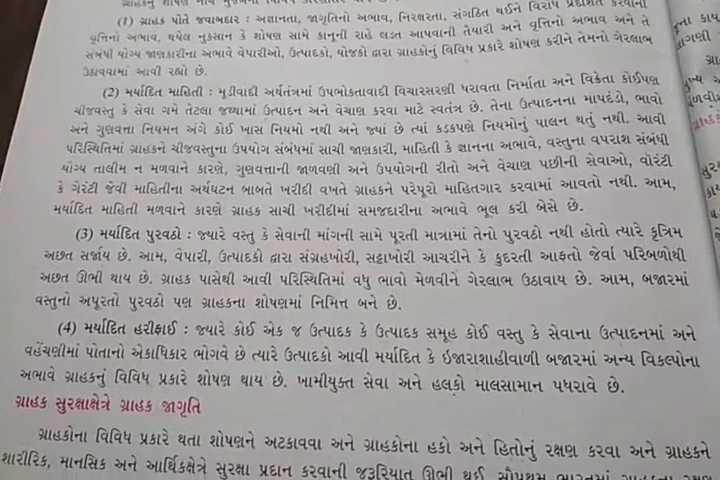 (1) ગ્રાહક પોતે જવાબદાર : અજ્ઞાનતા, જાગૃતિનો અભાવ, નિરક્ષરતા, સંગઠિત થઈને વિરોધ પ્રદર્શિત કરવાની
વૃત્તિનો અભાવ, થયેલ નુક્સાન કે શોષણ સામે કાનૂની રાહે લડત આપવાની તૈયારી અને વૃત્તિનો અભાવ અને તે
સંબંધી યોગ્ય જાણકારીના અભાવે વેપારીઓ, ઉત્પાદકો, યોજકો દ્વારા ગ્રાહકોનું વિવિધ પ્રકારે શોષણ કરીને તેમનો ગેરલાભ
ઉઠાવવામાં આવી રહ્યો છે.
(2) મર્યાદિત માહિતી : મૂડીવાદી અર્થતંત્રમાં ઉપભોક્તાવાદી વિચારસરણી ધરાવતા નિર્માતા અને વિક્રેતા કોઈપણ
ચીજવસ્તુ કે સેવા ગમે તેટલા જથ્થામાં ઉત્પાદન અને વેચાણ કરવા માટે સ્વતંત્ર છે. તેના ઉત્પાદનના માપદંડો, ભાવો
અને ગુણવત્તા નિયમન અંગે કોઈ ખાસ નિયમો નથી અને જ્યાં છે ત્યાં કડકપણે નિયમોનું પાલન થતું નથી. આવી
પરિસ્થિતિમાં ગ્રાહકને ચીજવસ્તુના ઉપયોગ સંબંધમાં સાચી જાણકારી, માહિતી કે જ્ઞાનના અભાવે, વસ્તુના વપરાશ સંબંધી
યોગ્ય તાલીમ ન મળવાને કારણે, ગુણવત્તાની જાળવણી અને ઉપયોગની રીતો અને વેચાણ પછીની સેવાઓ, વોરંટી
કે ગેરંટી જેવી માહિતીના અર્થઘટન બાબતે ખરીદી વખતે ગ્રાહકને પરેપૂરો માહિતગાર કરવામાં આવતો નથી. આમ,
મર્યાદિત માહિતી મળવાને કારણે ગ્રાહક સાચી ખરીદીમાં સમજદારીના અભાવે ભૂલ કરી બેસે છે.
(3) મર્યાદિત પુરવઠો : જ્યારે વસ્તુ કે સેવાની માંગની સામે પૂરતી માત્રામાં તેનો પુરવઠો નથી હોતો ત્યારે કૃત્રિમ
અછત સર્જાય છે. આમ, વેપારી, ઉત્પાદકો દ્વારા સંગ્રહખોરી, સટ્ટાખોરી આચરીને કે કુદરતી આફતો જેવાં પરિબળોથી
અછત ઊભી થાય છે. ગ્રાહક પાસેથી આવી પરિસ્થિતિમાં વધુ ભાવો મેળવીને ગેરલાભ ઉઠાવાય છે. આમ, બજારમાં
વસ્તુનો અપૂરતો પુરવઠો પણ ગ્રાહકના શોષણમાં નિમિત્ત બને છે.
(4) મર્યાદિત હરીફાઈ : જ્યારે કોઈ એક જ ઉત્પાદક કે ઉત્પાદક સમૂહ કોઈ વસ્તુ કે સેવાના ઉત્પાદનમાં અને
વહેંચણીમાં પોતાનો એકાધિકાર ભોગવે છે ત્યારે ઉત્પાદકો આવી મર્યાદિત કે ઇજારાશાહીવાળી બજારમાં અન્ય વિકલ્પોના
અભાવે ગ્રાહકનું વિવિધ પ્રકારે શોષણ થાય છે. ખામીયુક્ત સેવા અને હલકો માલસામાન પધરાવે છે.
ગ્રાહક સુરક્ષાક્ષેત્રે ગ્રાહક જાગૃતિ
ગ્રાહકોના વિવિધ પ્રકારે થતા શોષણને અટકાવવા અને ગ્રાહકોના હકો અને હિતોનું રક્ષણ કરવા અને ગ્રાહકને
શારીરિક, માનસિક અને આર્થિકક્ષેત્રે સુરક્ષા પ્રદાન કરવાની જરૂરિયાત ઊભી થઈ.